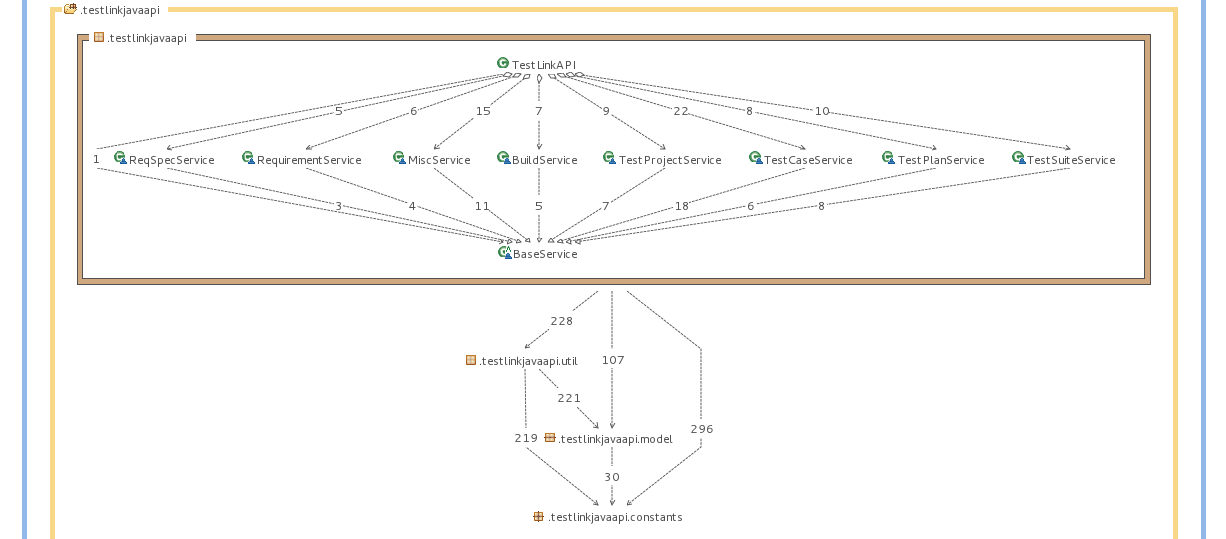 .testlinkjavaapi
.testlinkjavaapi
TestLinkAPI
5 6 15 7 9 22 8 10
1 ReqSpecService RequirementService MiscService BuildService TestProjectService TestCaseService TestPlanService TestSuiteService
3 4 11 5 7 18 6 8
BaseService
228
.testlinkjavaapi.util 107
221
296
219 .testlinkjavaapi.model
30
.testlinkjavaapi.constants